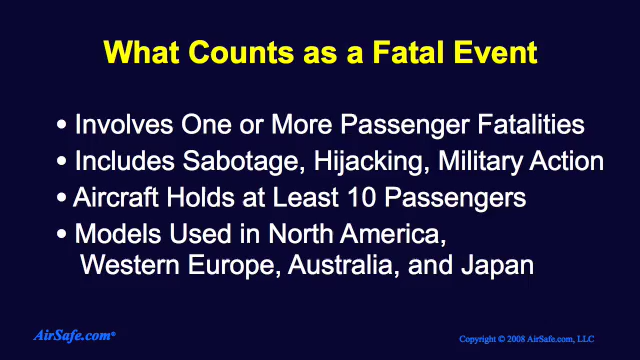 What Counts as a Fatal Event
• Involves One or More Passenger Fatalities
• Includes Sabotage, Hijacking, Military Action
• Aircraft Holds at Least 10 Passengers
• Models Used in North America,
Western Europe, Australia, and Japan
AirSafe.com®
Copyright © 2008 AirSafe.com, LLC